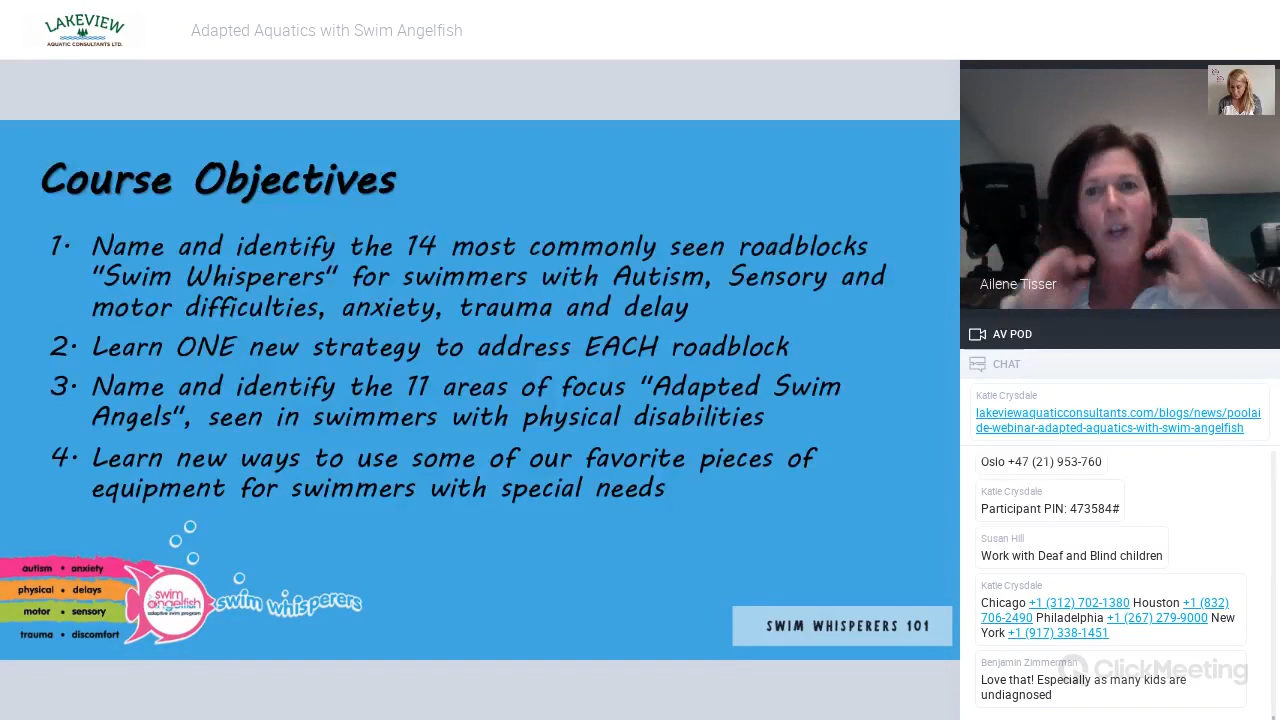 LAKEVIEW
AQUATIC CONSULTANTS LTD.
Adapted Aquatics with Swim Angelfish
Course Objectives
1. Name and identify the 14 most commonly seen roadblocks
"Swim Whisperers" for swimmers with Autism, Sensory and
motor difficulties, anxiety, trauma and delay
2. Learn ONE new strategy to address EACH roadblock
3. Name and identify the 11 areas of focus "Adapted Swim
Angels", seen in swimmers with physical disabilities
4. Learn new ways to use some of our favorite pieces of
equipment for swimmers with special needs
autism • anxiety
physical • delays
motor • sensory
trauma • discomfort
swim
angelfish
adaptive swim program
swim whisperers
SWIM WHISPERERS 101
Ailene Tisser
AV POD
CHAT
Katie Crysdale
lakeviewaquaticconsultants.com/blogs/news/poolai
de-webinar-adapted-aquatics-with-swim-angelfish
Oslo +47 (21) 953-760
Katie Crysdale
Participant PIN: 473584#
Susan Hill
Work with Deaf and Blind children
Katie Crysdale
Chicago +1 (312) 702-1380 Houston +1 (832)
706-2490 Philadelphia +1 (267) 279-9000 New
York +1 (917) 338-1451
Benjamin Zimmerman
Love that! Especially as many kids are
undiagnosed
ClickMeeting